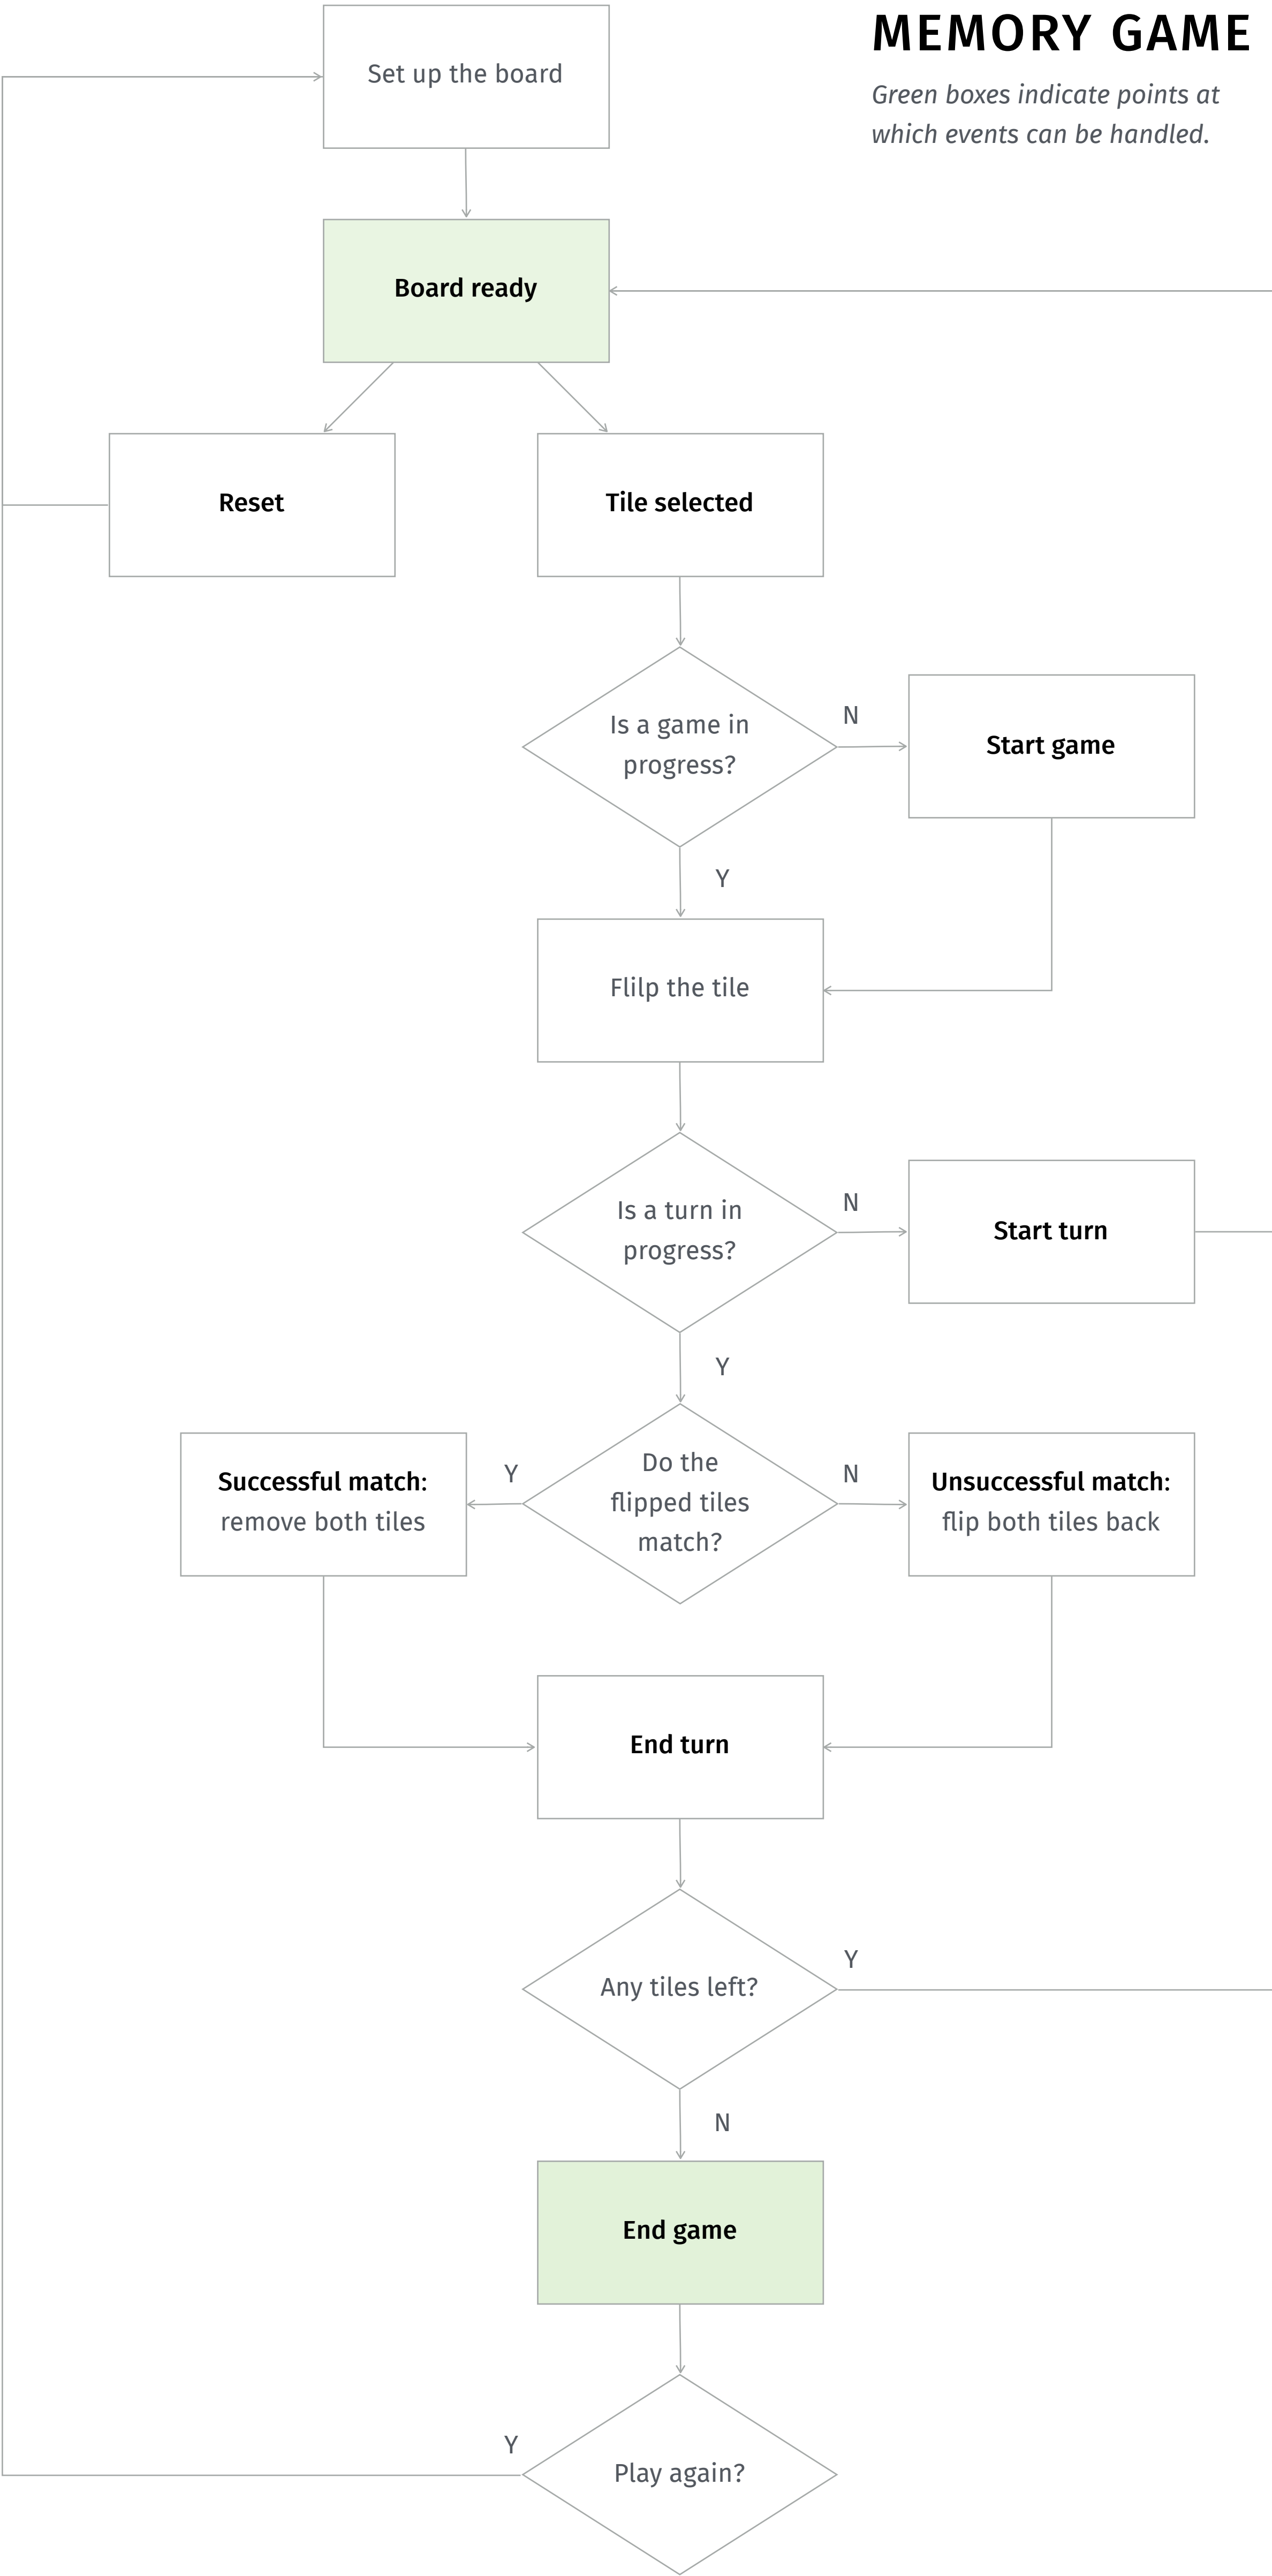 MEMORY GAME
Green boxes indicate points at
which events can be handled.
Set up the board
Board ready
Reset
Tile selected
Is a game in
progress?
N
Start game
Y
Flilp the tile
Is a turn in
progress?
N
Start turn
Y
Successful match:
remove both tiles
Y
Do the
flipped tiles
match?
N
Unsuccessful match:
flip both tiles back
End turn
Any tiles left?
Y
N
End game
Y
Play again?